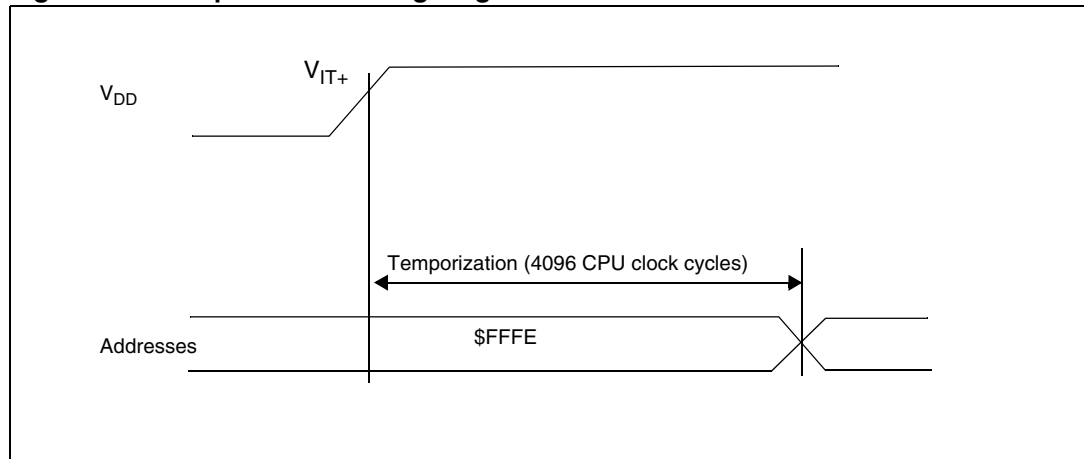 V_IT+
V_DD
Temporization (4096 CPU clock cycles)
$FFFE
Addresses